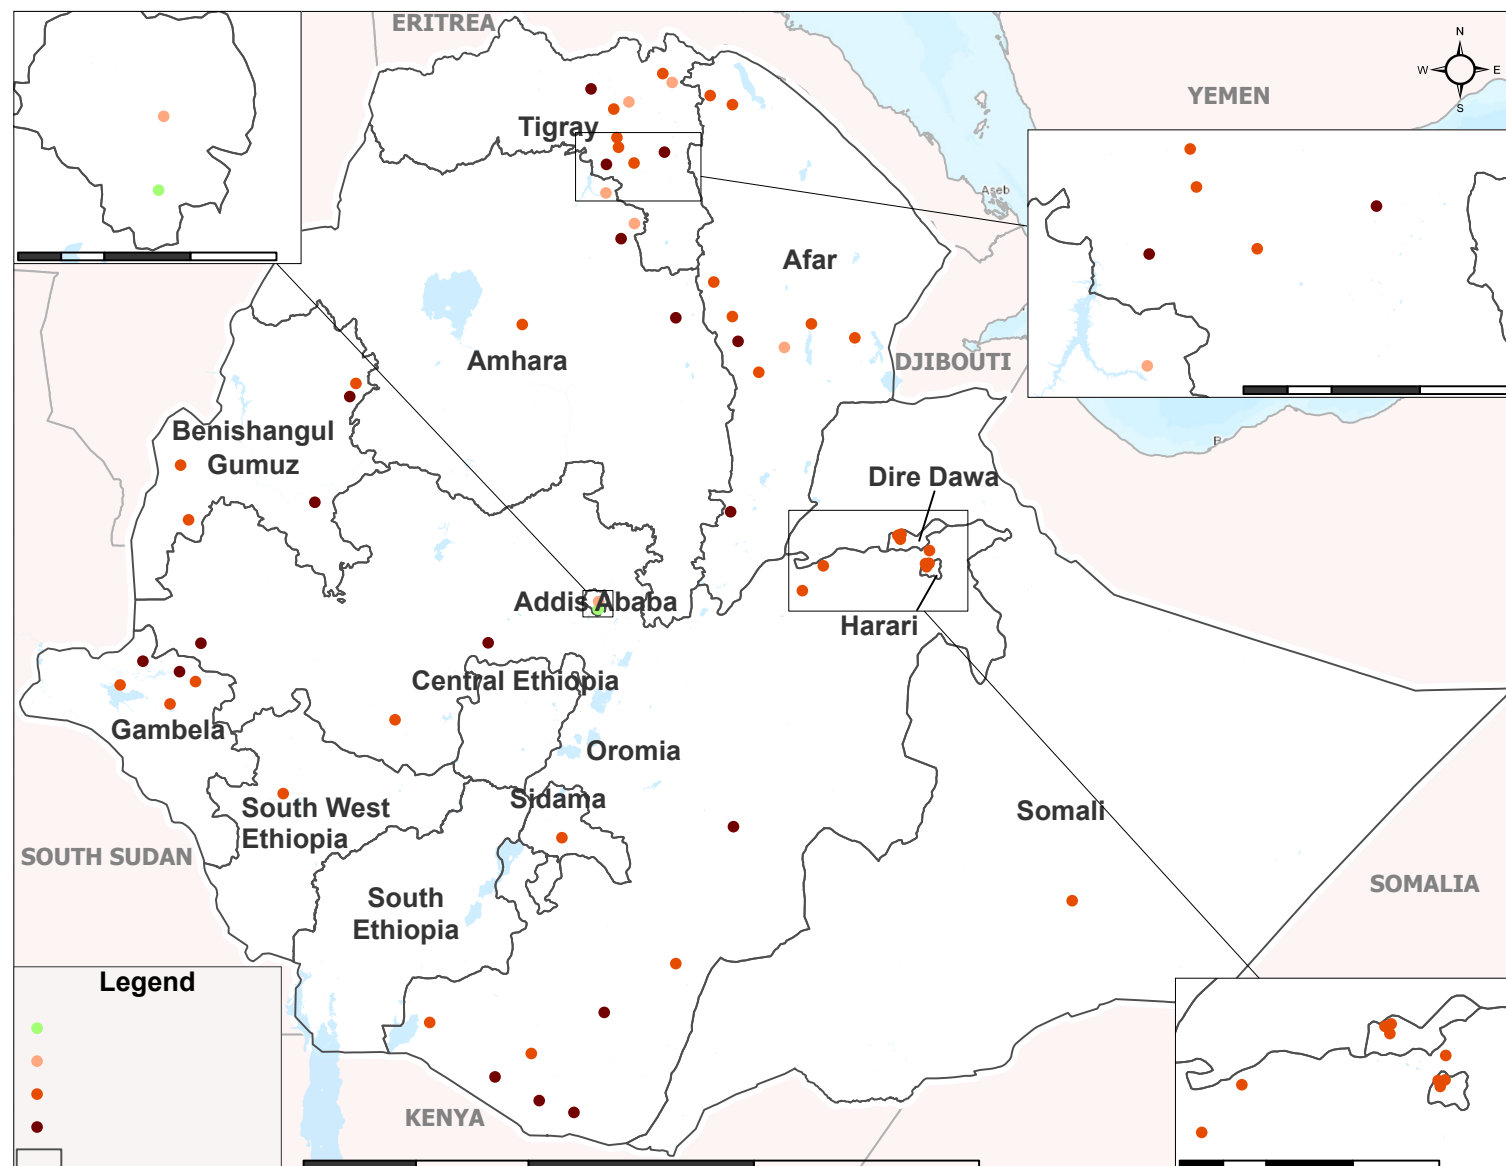 ERITREA
N
W
E
S
YEMEN
Tigray
Aseb
Afar
DJIBOUTI
Amhara
Benishangul
Gumuz
Dire Dawa
Addis Ababa
Harari
Central Ethiopia
Gambela
Oromia
South West
Ethiopia
Sidama
Somali
SOUTH SUDAN
SOMALIA
South
Ethiopia
Legend
KENYA